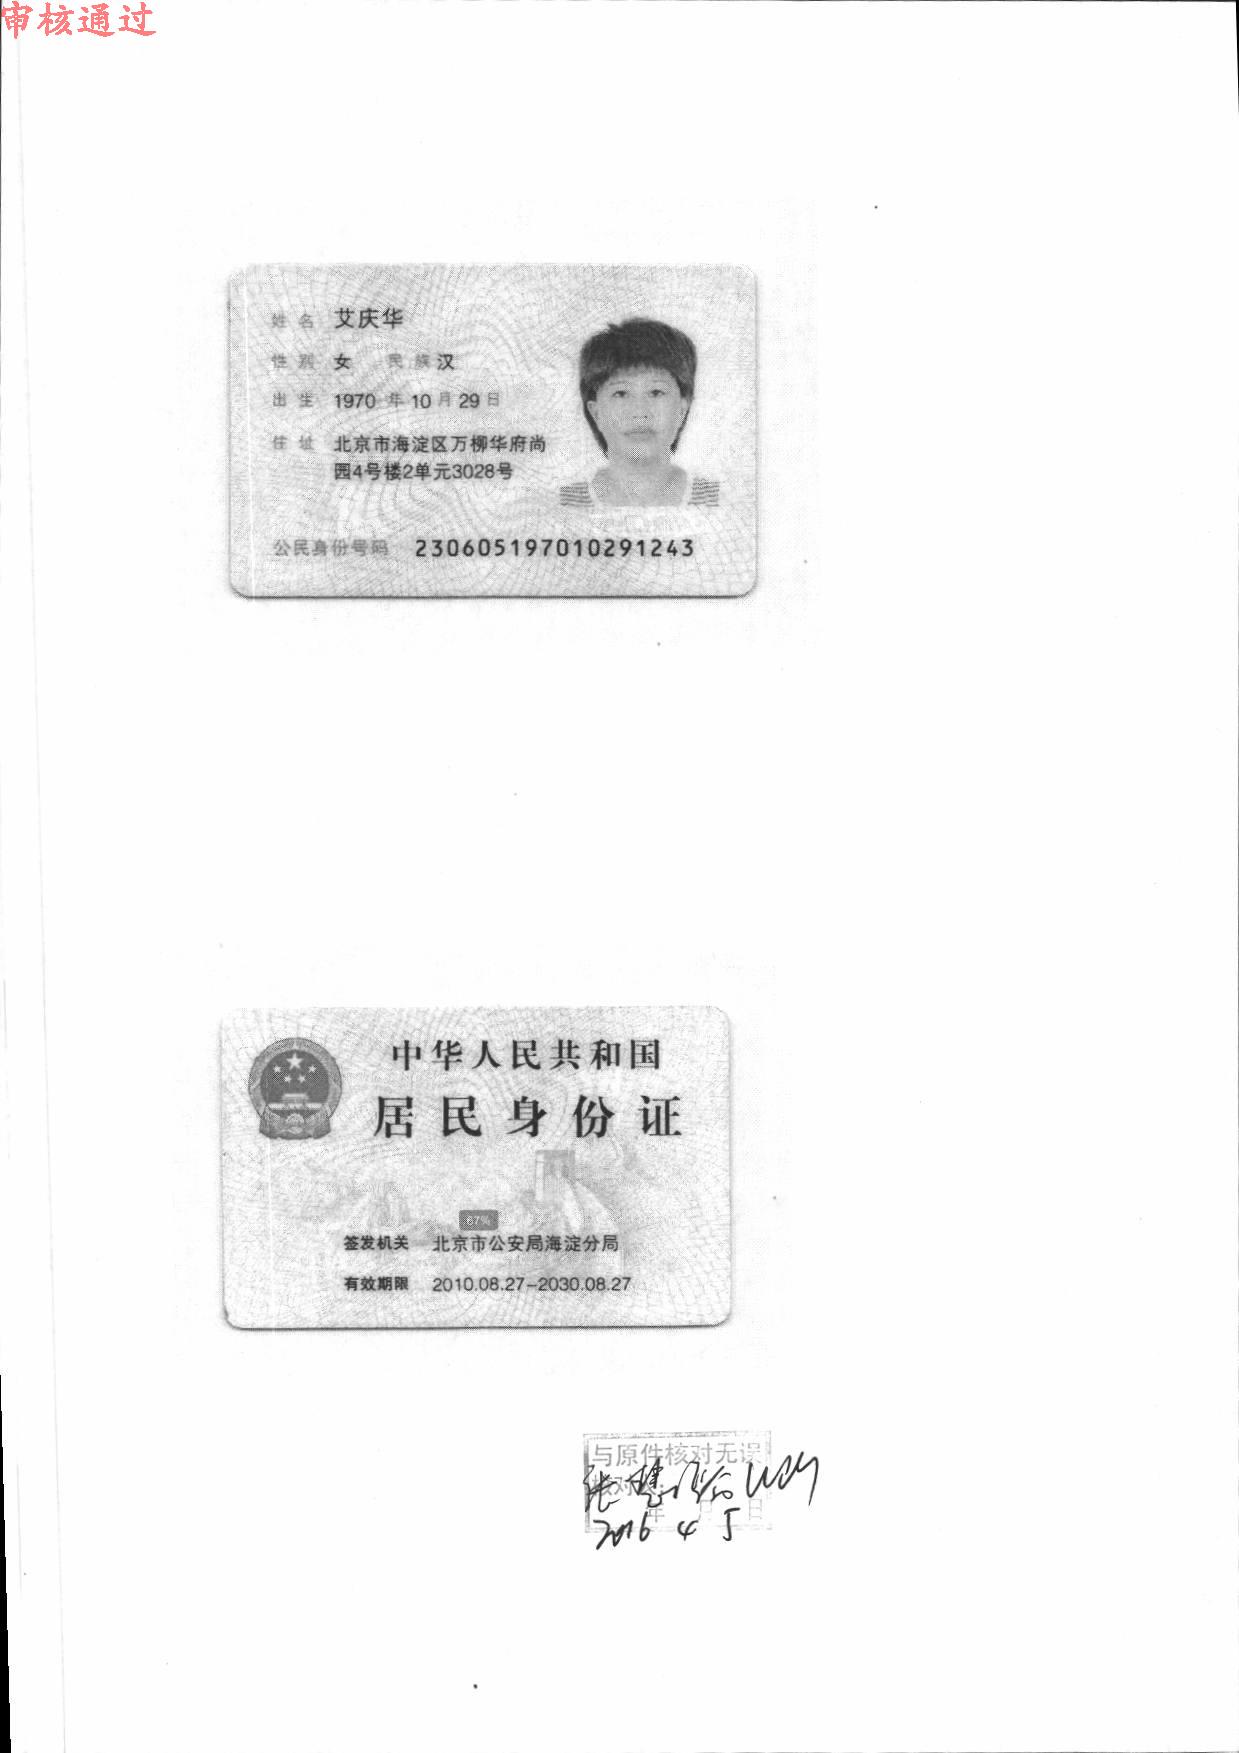 审核通过
姓名 艾庆华
性别 女 民族 汉
出生 1970 年 10 月 29 日
住址 北京市海淀区万柳华府尚
园4号楼2单元3028号
公民身份号码 230605197010291243
中华人民共和国
居民身份证
67%
签发机关 北京市公安局海淀分局
有效期限 2010.08.27-2030.08.27
与原件核对无误
核对人:
年 月 日
2016 4 5